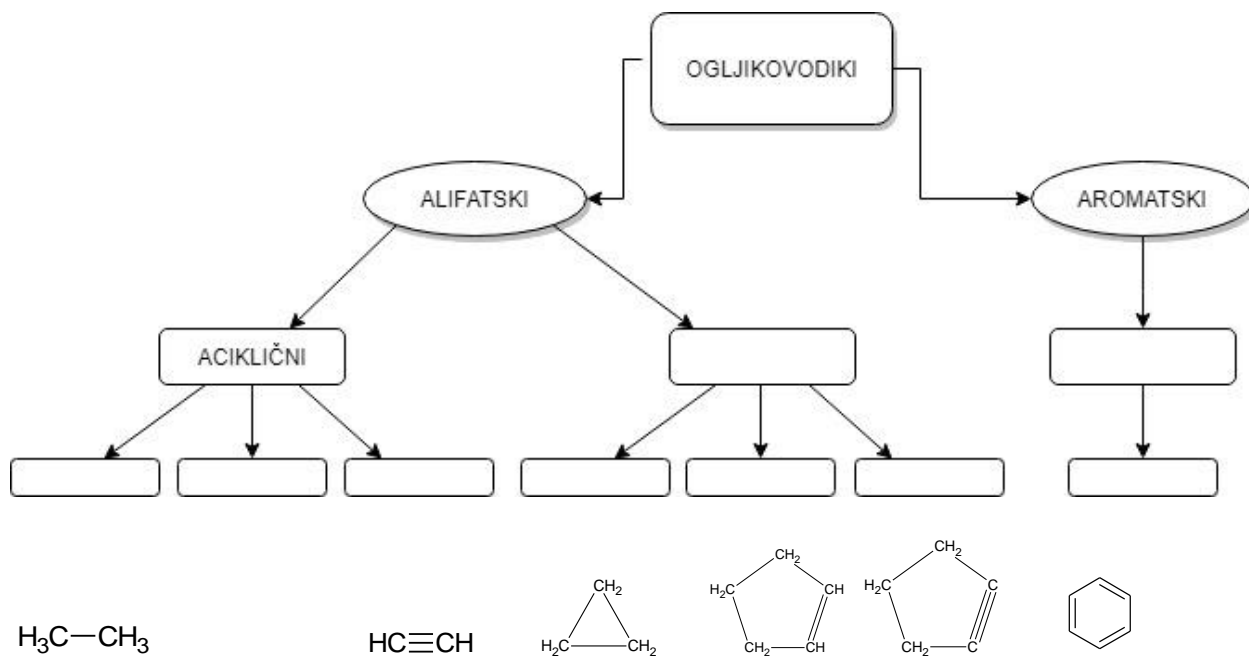 OGLJIKOVODIKI
ALIFATSKI
AROMATSKI
ACIKLIČNI
H₃C—CH₃
HC≡CH
CH₂
H₂C
CH₂
CH₂
H₂C
CH
CH₂
CH
CH₂
H₂C
C
CH₂
C